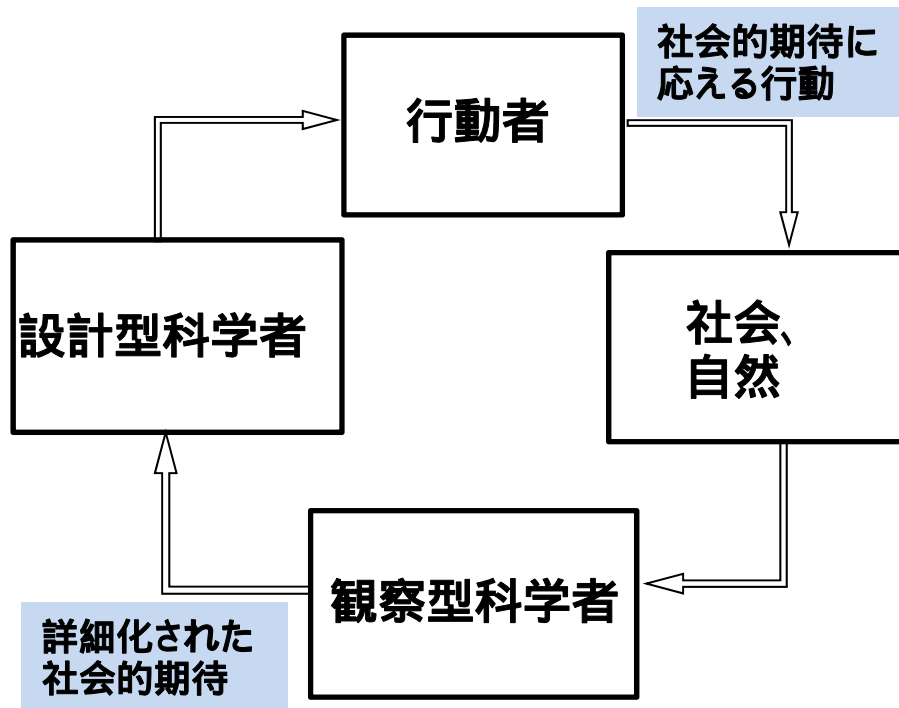 社会的期待に
応える行動
行動者
設計型科学者
社会、
自然
観察型科学者
詳細化された
社会的期待